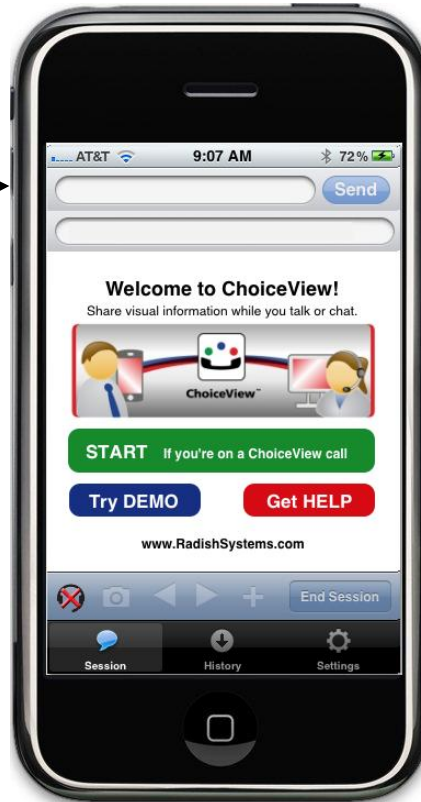 AT&T 9:07 AM 72%
Send
Welcome to ChoiceView!
Share visual information while you talk or chat.
ChoiceView™
START If you're on a ChoiceView call
Try DEMO Get HELP
www.RadishSystems.com
End Session
Session History Settings